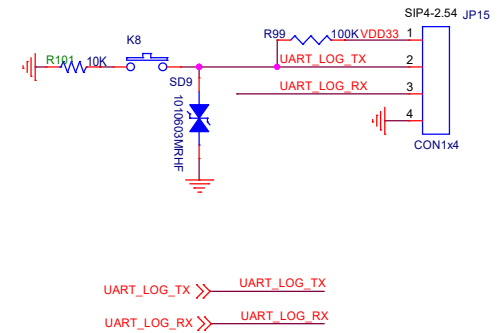 SIP4-2.54 JP15
R99 100K VDD33 1
K8 UART_LOG_TX 2
R101 10K
SD9 UART_LOG_RX 3
1010603MRHF
4
CON1x4
UART_LOG_TX UART_LOG_TX
UART_LOG_RX UART_LOG_RX